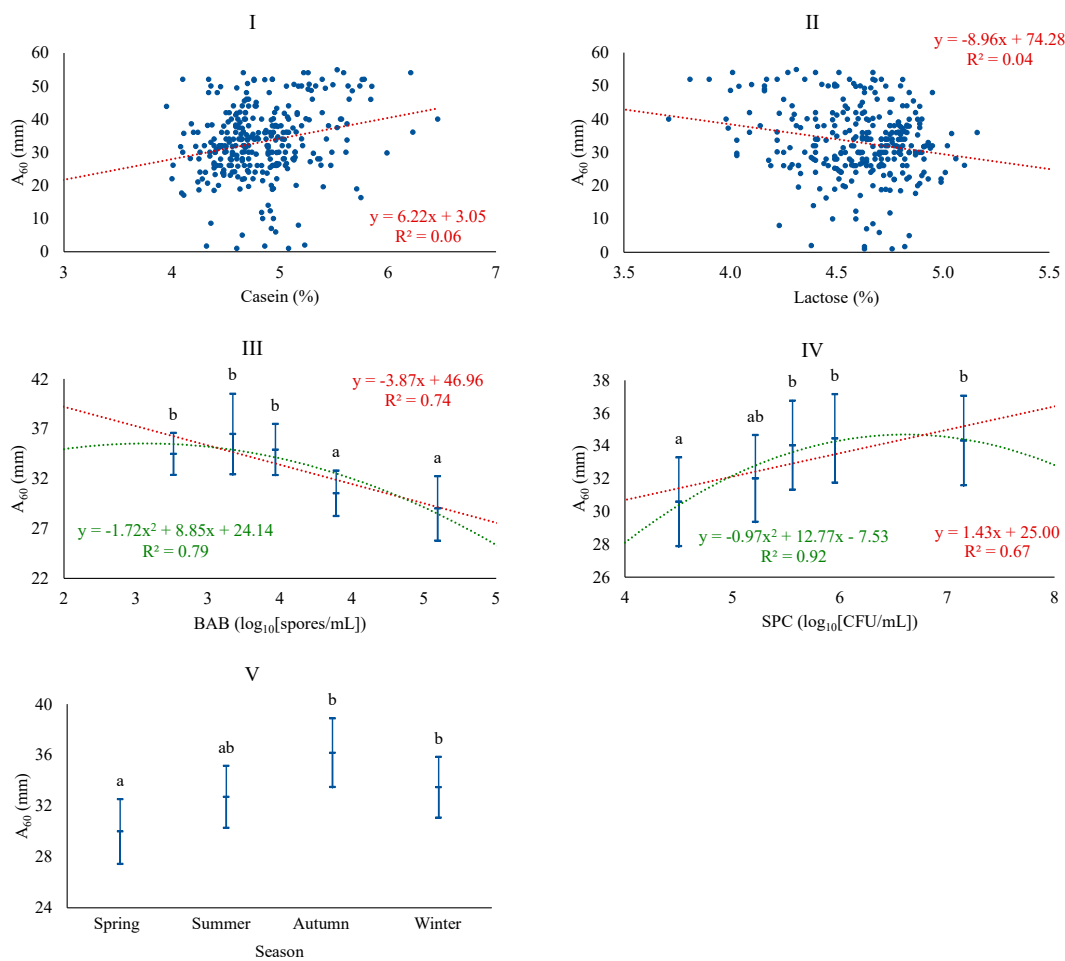 I
60
50
40
30
20
10
0
A60 (mm)
y = 6.22x + 3.05
R² = 0.06
3 4 5 6 7
Casein (%)
II
y = -8.96x + 74.28
R² = 0.04
60
50
40
30
20
10
0
A60 (mm)
3.5 4.0 4.5 5.0 5.5
Lactose (%)
III
42
37
32
27
22
A60 (mm)
y = -3.87x + 46.96
R² = 0.74
b b b a a
y = -1.72x² + 8.85x + 24.14
R² = 0.79
2 3 3 4 4 5 5
BAB (log10[spores/mL])
IV
38
36
34
32
30
28
26
A60 (mm)
a ab b b b
y = -0.97x² + 12.77x - 7.53
R² = 0.92
y = 1.43x + 25.00
R² = 0.67
4 5 6 7 8
SPC (log10[CFU/mL])
V
40
36
32
28
24
A60 (mm)
a ab b b
Spring Summer Autumn Winter
Season